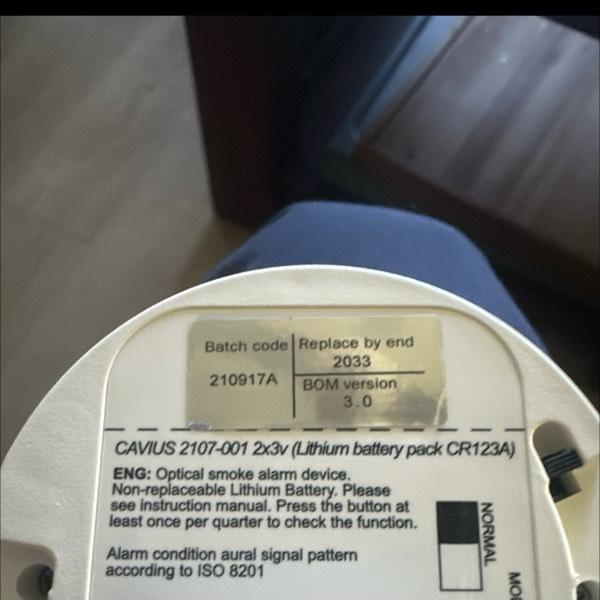 Batch code
210917A
Replace by end
2033
BOM version
3.0
CAVIUS 2107-001 2x3v (Lithium battery pack CR123A)
ENG: Optical smoke alarm device.
Non-replaceable Lithium Battery. Please
see instruction manual. Press the button at
least once per quarter to check the function.
Alarm condition aural signal pattern
according to ISO 8201
NORMAL